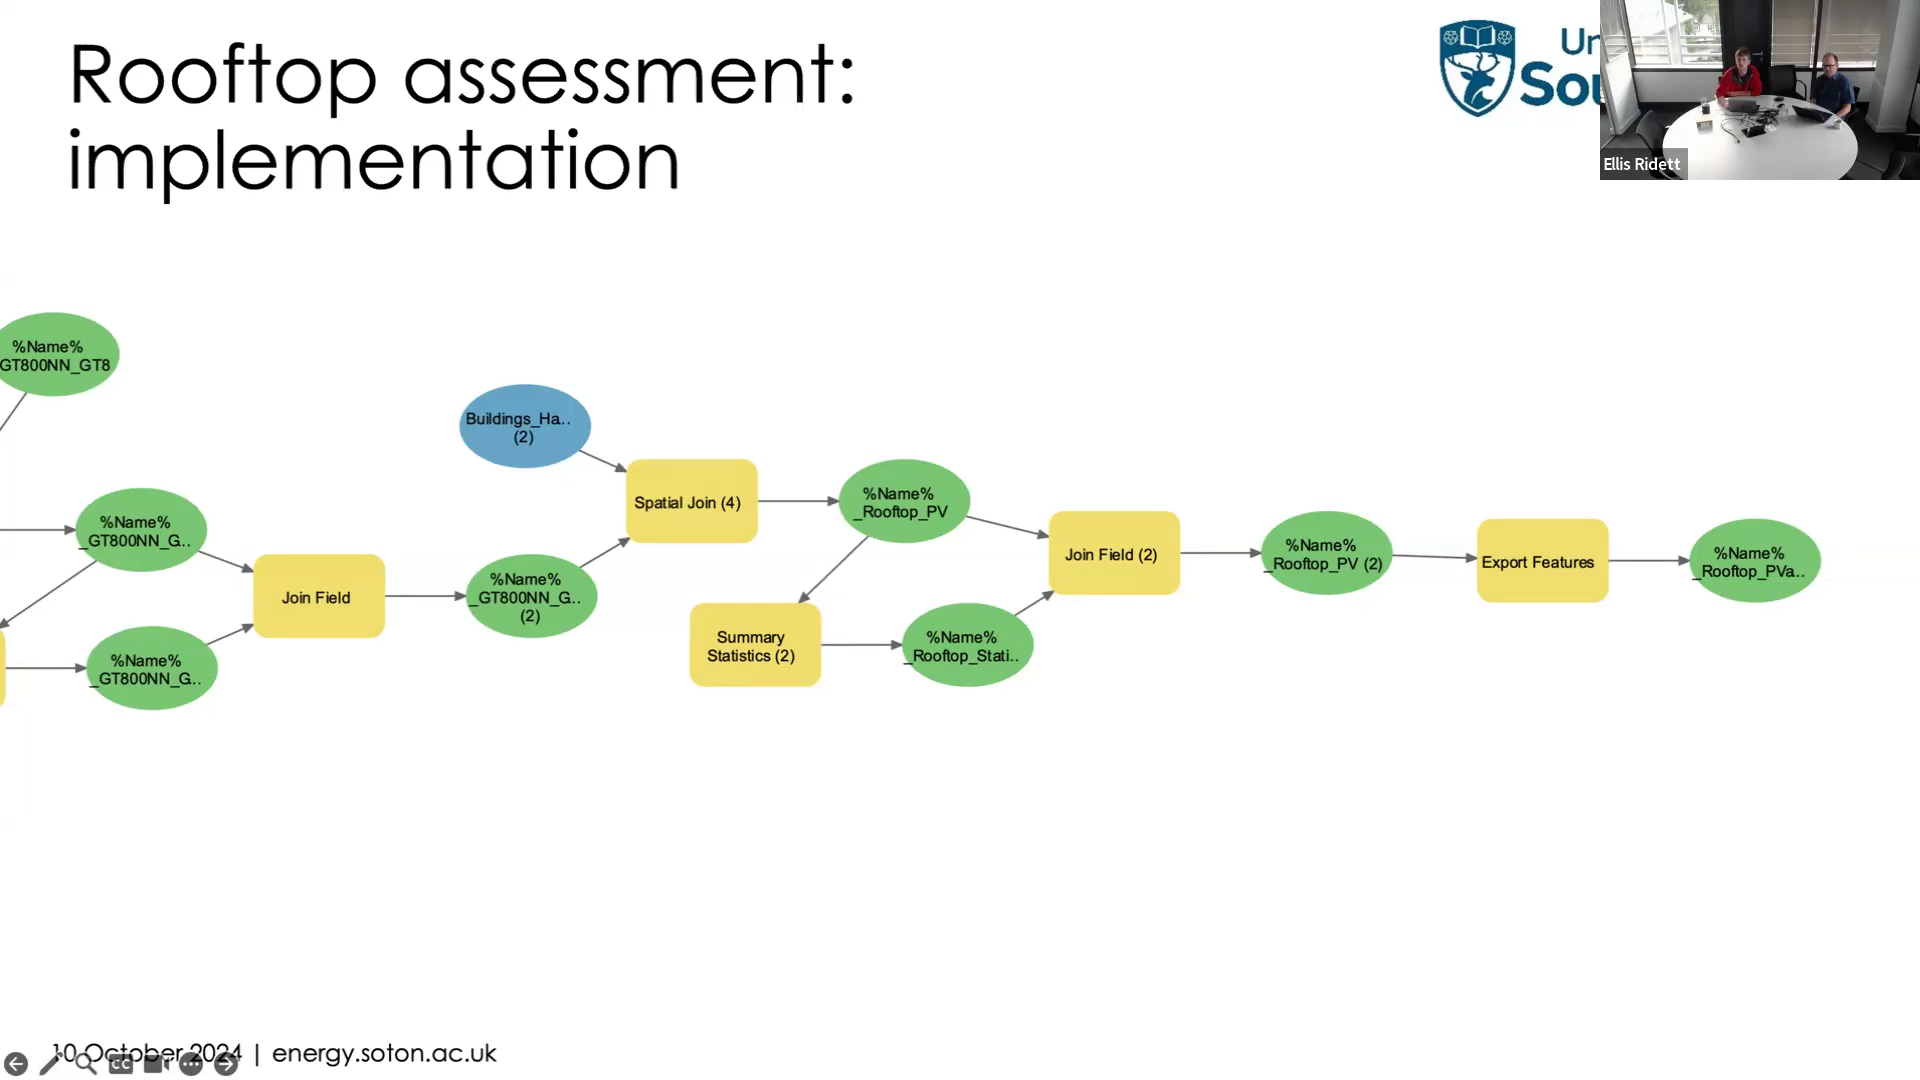 Rooftop assessment:
implementation
Un
Sou
Ellis Ridett
%Name%
GT800NN_GT8
Buildings_Ha..
(2)
Spatial Join (4)
%Name%
_Rooftop_PV
%Name%
_GT800NN_G..
Join Field
%Name%
_GT800NN_G..
(2)
%Name%
_GT800NN_G..
Summary
Statistics (2)
%Name%
_Rooftop_Stati..
Join Field (2)
%Name%
_Rooftop_PV (2)
Export Features
%Name%
_Rooftop_PVa..
10 October 2024 | energy.soton.ac.uk
CC